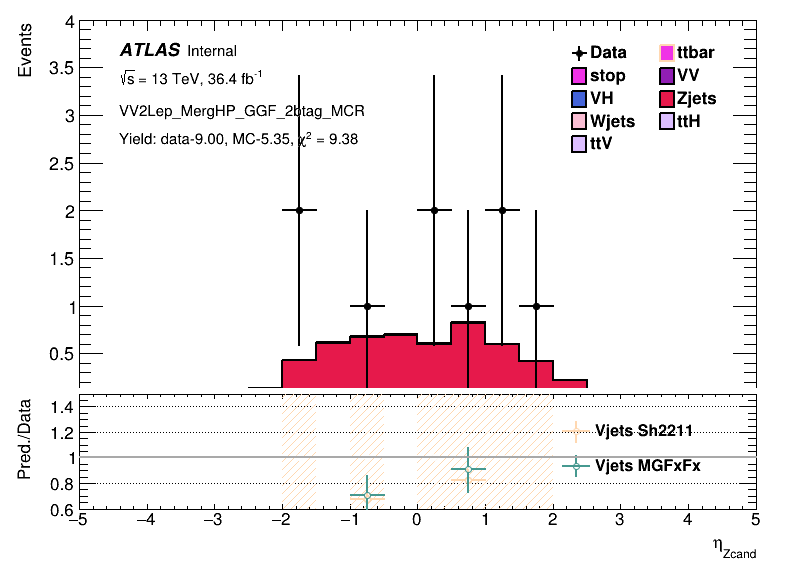 Events
4
3.5
3
2.5
2
1.5
1
0.5
ATLAS Internal
√s = 13 TeV, 36.4 fb⁻¹
VV2Lep_MergHP_GGF_2btag_MCR
Yield: data-9.00, MC-5.35, χ² = 9.38
Data
ttbar
stop
VV
VH
Zjets
Wjets
ttH
ttV
Pred./Data
1.4
1.2
1
0.8
0.6
Vjets Sh2211
Vjets MGFxFx
−5 −4 −3 −2 −1 0 1 2 3 4 5
η_Zcand